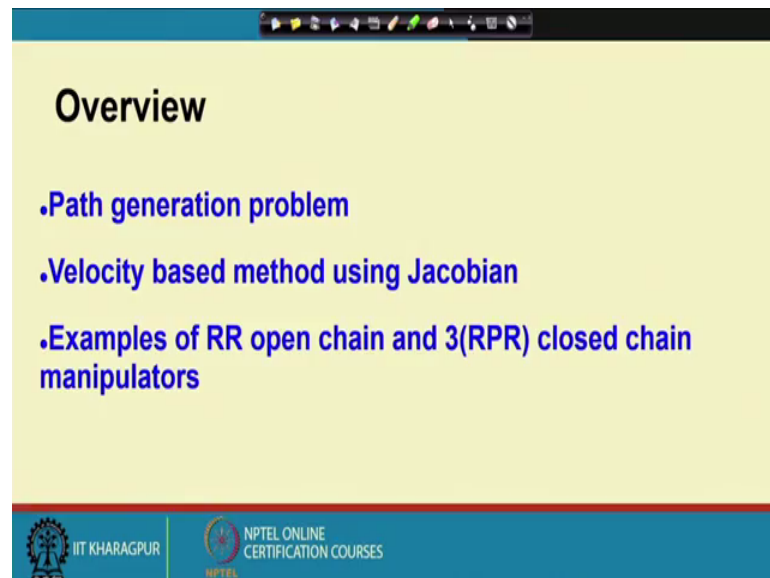 Overview
•Path generation problem
•Velocity based method using Jacobian
•Examples of RR open chain and 3(RPR) closed chain
manipulators
IIT KHARAGPUR
NPTEL ONLINE
CERTIFICATION COURSES
NPTEL